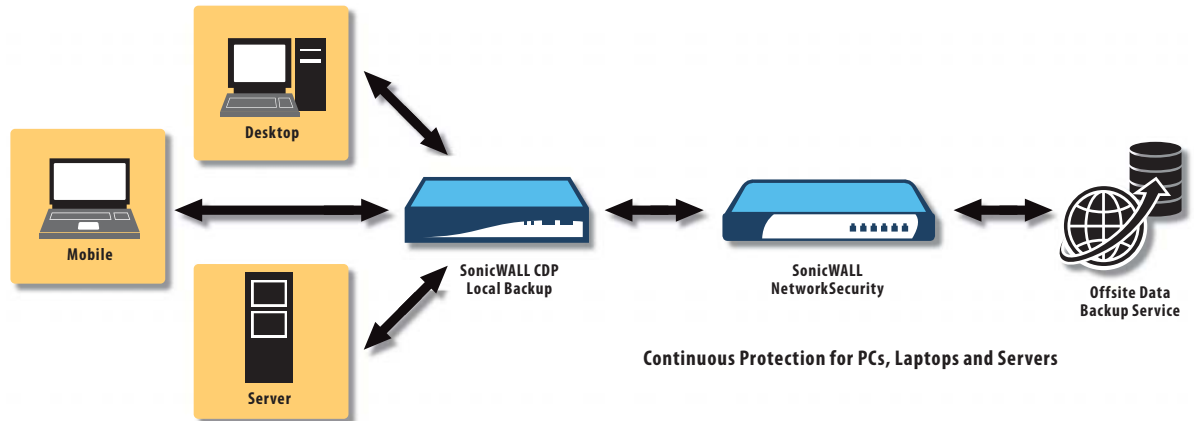 Desktop
Mobile
SonicWALL CDP
Local Backup
SonicWALL
NetworkSecurity
Offsite Data
Backup Service
Server
Continuous Protection for PCs, Laptops and Servers